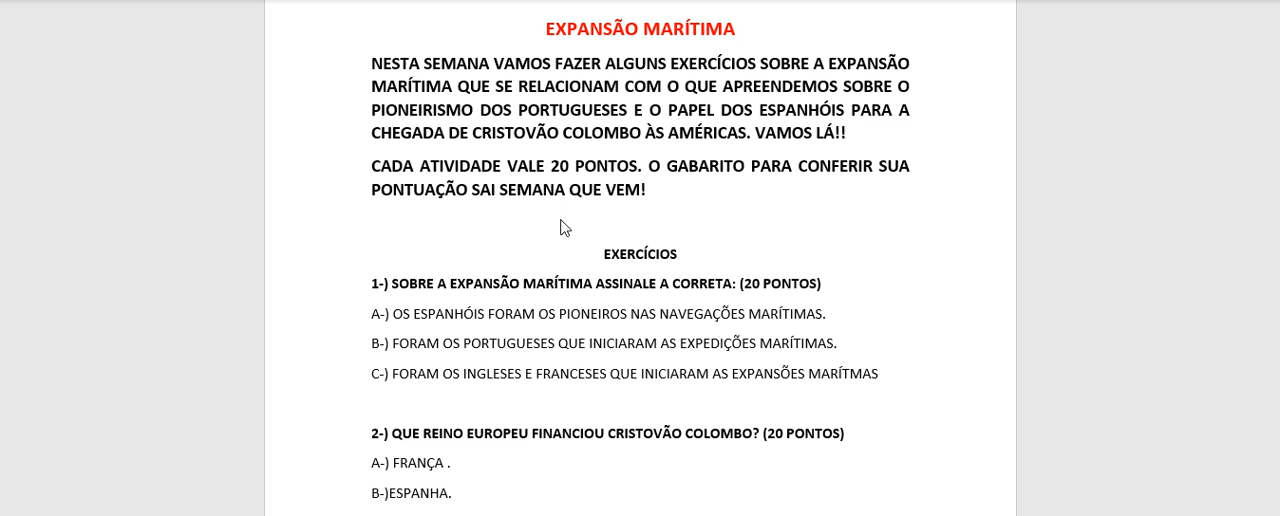 EXPANSÃO MARÍTIMA
NESTA SEMANA VAMOS FAZER ALGUNS EXERCÍCIOS SOBRE A EXPANSÃO
MARÍTIMA QUE SE RELACIONAM COM O QUE APREENDEMOS SOBRE O
PIONEIRISMO DOS PORTUGUESES E O PAPEL DOS ESPANHÓIS PARA A
CHEGADA DE CRISTOVÃO COLOMBO ÀS AMÉRICAS. VAMOS LÁ!!
CADA ATIVIDADE VALE 20 PONTOS. O GABARITO PARA CONFERIR SUA
PONTUAÇÃO SAI SEMANA QUE VEM!
EXERCÍCIOS
1-) SOBRE A EXPANSÃO MARÍTIMA ASSINALE A CORRETA: (20 PONTOS)
A-) OS ESPANHÓIS FORAM OS PIONEIROS NAS NAVEGAÇÕES MARÍTIMAS.
B-) FORAM OS PORTUGUESES QUE INICIARAM AS EXPEDIÇÕES MARÍTIMAS.
C-) FORAM OS INGLESES E FRANCESES QUE INICIARAM AS EXPANSÕES MARÍTMAS
2-) QUE REINO EUROPEU FINANCIOU CRISTOVÃO COLOMBO? (20 PONTOS)
A-) FRANÇA .
B-)ESPANHA.